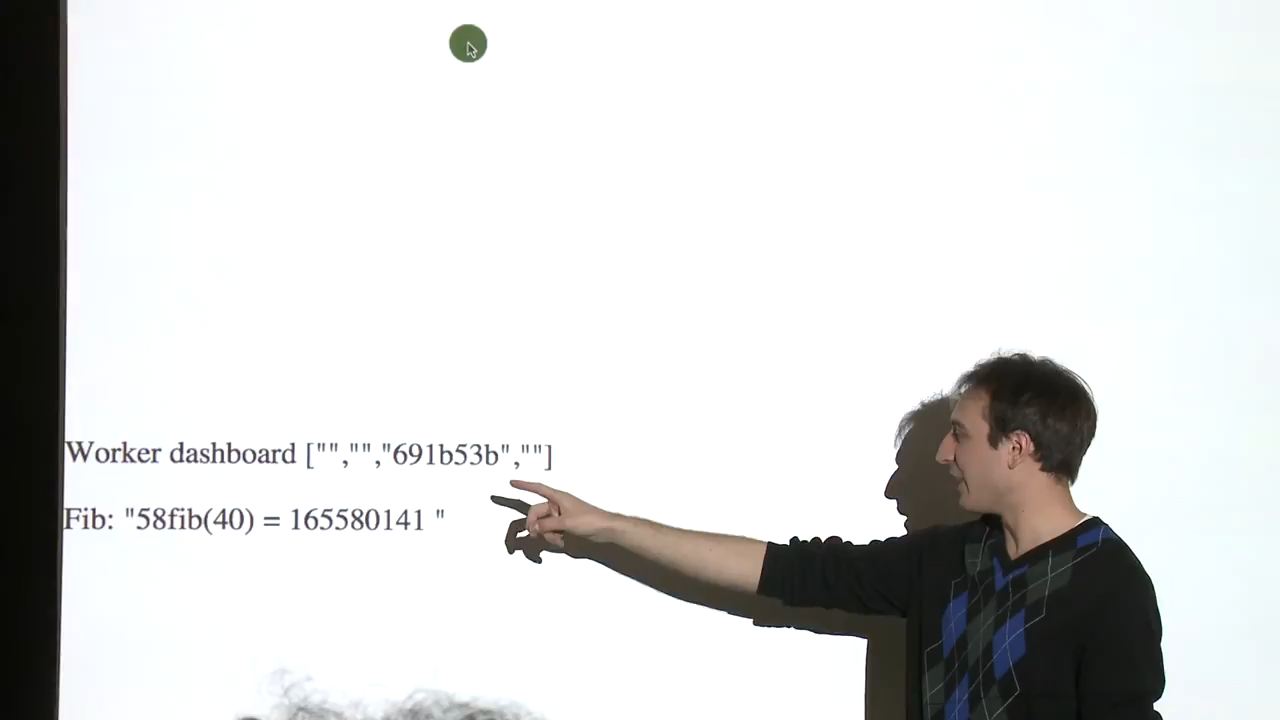 Worker dashboard ["","","691b53b",""]
Fib: "58fib(40) = 165580141 "